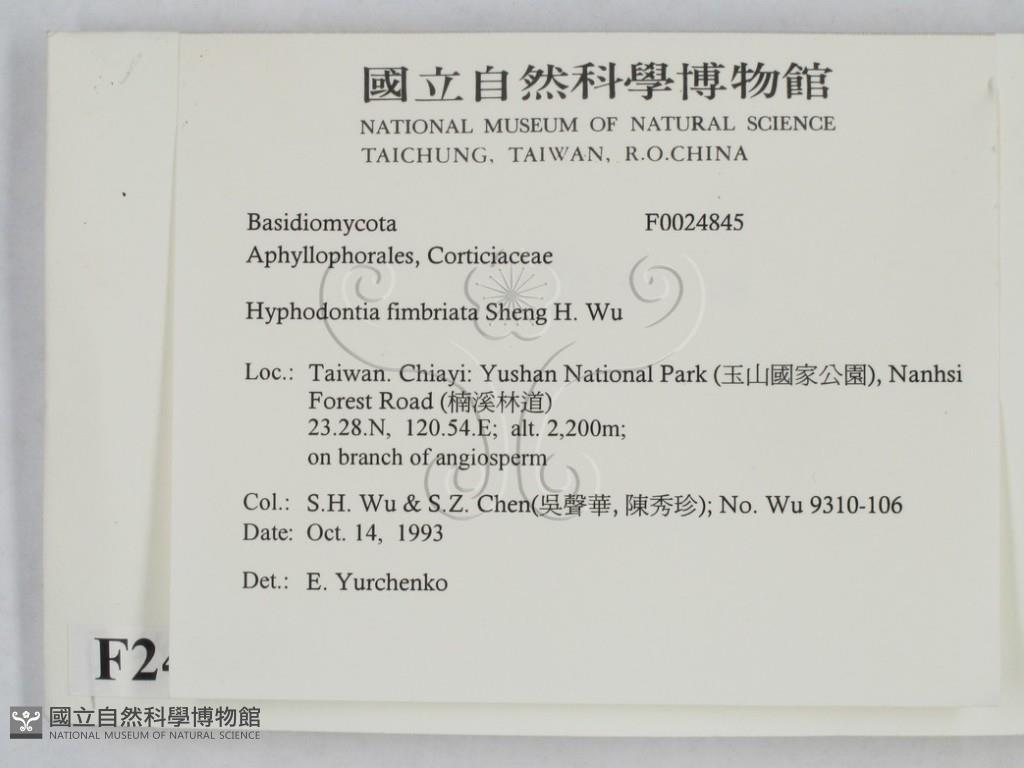 國立自然科學博物館
NATIONAL MUSEUM OF NATURAL SCIENCE
TAICHUNG, TAIWAN, R.O.CHINA
Basidiomycota F0024845
Aphyllophorales, Corticiaceae
Hyphodontia fimbriata Sheng H. Wu
Loc.: Taiwan. Chiayi: Yushan National Park (玉山國家公園), Nanhsi
Forest Road (楠溪林道)
23.28.N, 120.54.E; alt. 2,200m;
on branch of angiosperm
Col.: S.H. Wu & S.Z. Chen(吳聲華, 陳秀珍); No. Wu 9310-106
Date: Oct. 14, 1993
Det.: E. Yurchenko
F24
國立自然科學博物館
NATIONAL MUSEUM OF NATURAL SCIENCE